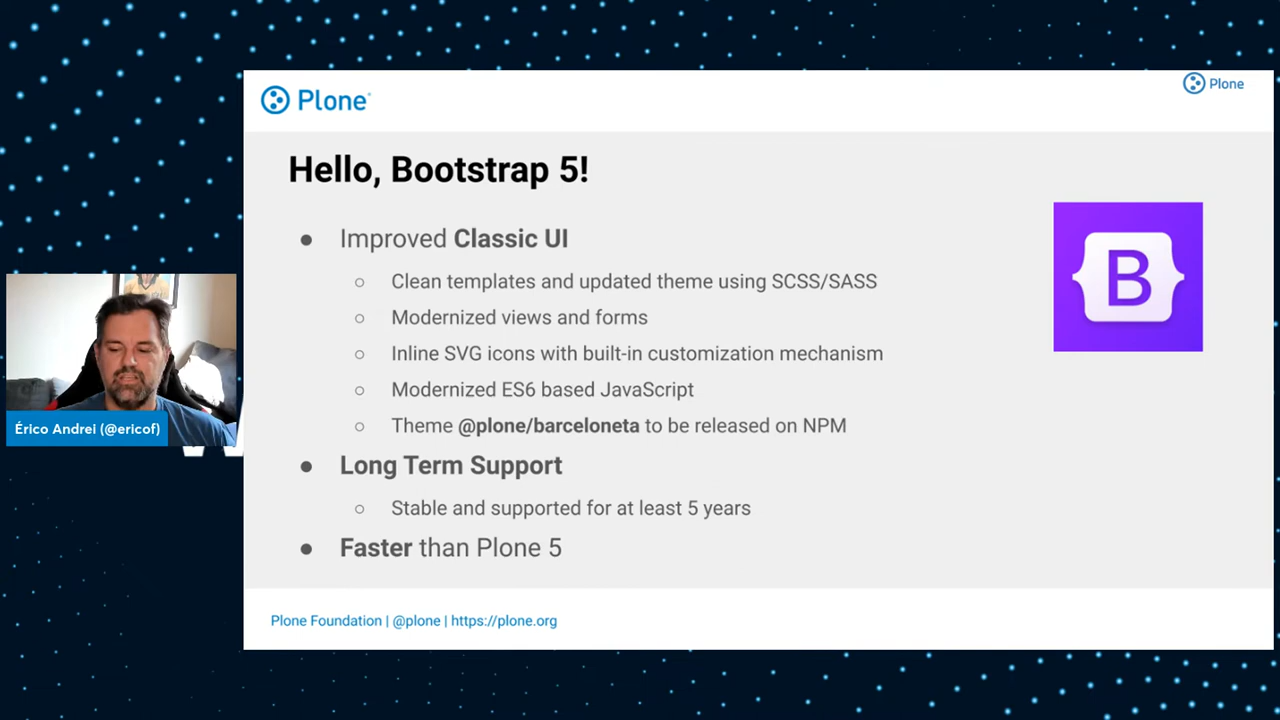 Plone
Plone
Hello, Bootstrap 5!
● Improved Classic UI
○ Clean templates and updated theme using SCSS/SASS
○ Modernized views and forms
○ Inline SVG icons with built-in customization mechanism
○ Modernized ES6 based JavaScript
○ Theme @plone/barceloneta to be released on NPM
● Long Term Support
○ Stable and supported for at least 5 years
● Faster than Plone 5
B
Érico Andrei (@ericof)
Plone Foundation | @plone | https://plone.org